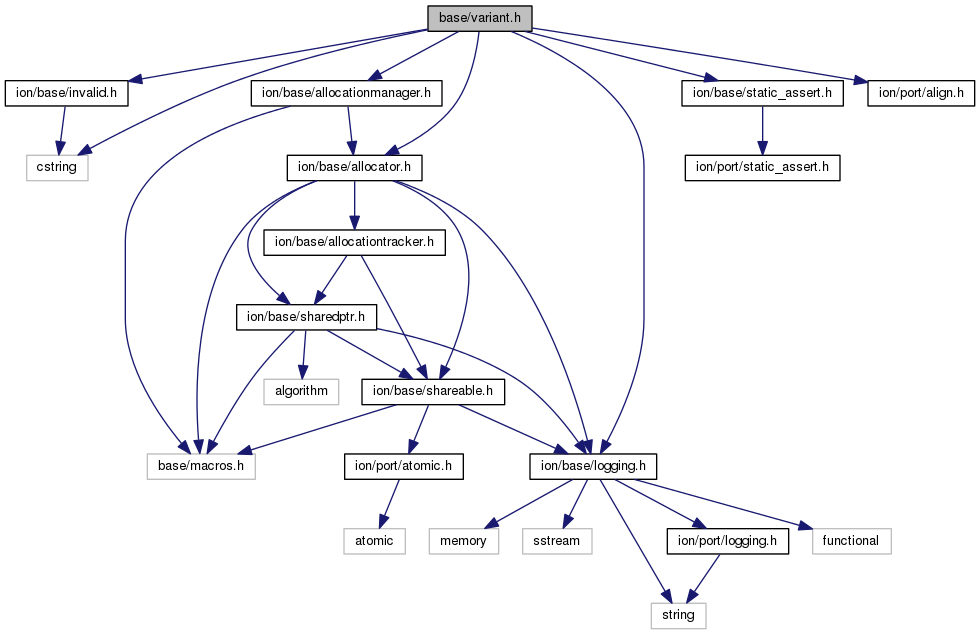 base/variant.h
ion/base/invalid.h
ion/base/allocationmanager.h
ion/base/static_assert.h
ion/port/align.h
cstring
ion/base/allocator.h
ion/port/static_assert.h
ion/base/allocationtracker.h
ion/base/sharedptr.h
algorithm
ion/base/shareable.h
base/macros.h
ion/port/atomic.h
ion/base/logging.h
atomic
memory
sstream
ion/port/logging.h
functional
string